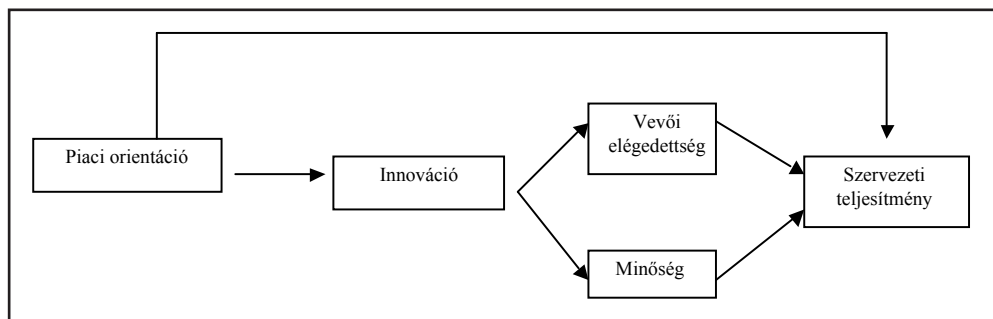 Piaci orientáció
Innováció
Vevői
elégedettség
Minőség
Szervezeti
teljesítmény